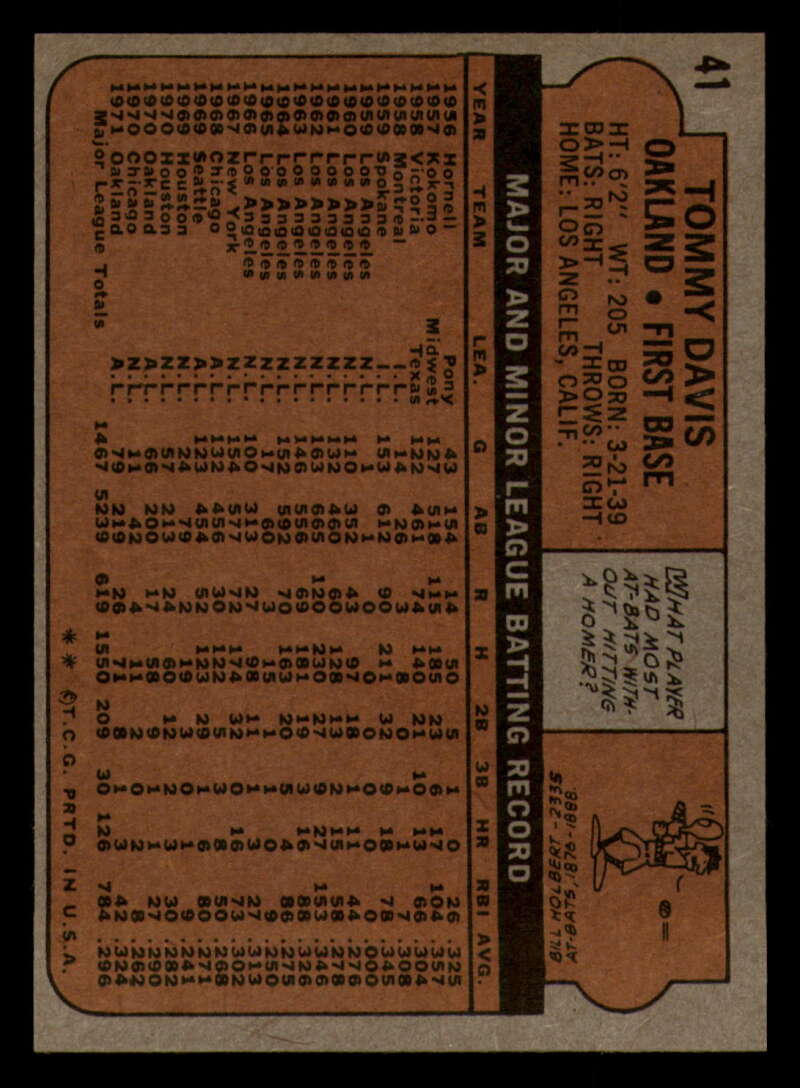 41
TOMMY DAVIS
OAKLAND • FIRST BASE
HT: 6'2" WT: 205 BORN: 3-21-39
BATS: RIGHT THROWS: RIGHT
HOME: LOS ANGELES, CALIF.
WHAT PLAYER
HAD MOST
AT-BATS WITH-
OUT HITTING
A HOMER?
BILL HOLBERT-2335
AT-BATS, 1876-1888.
MAJOR AND MINOR LEAGUE BATTING RECORD
YEAR TEAM LEA. G AB R H 2B 3B HR RBI AVG.
1956 Hornell Pony 43 154 14 50 5 1 0 26 .325
1957 Kokomo Midwest 127 518 115 185 23 6 17 104 .357
1958 Victoria Texas 122 461 74 140 21 10 13 66 .304
1958 Montreal I.L. 14 26 3 8 0 1 1 7 .308
1959 Spokane I.L. 153 612 90 211 32 9 18 78 .345
1959 Los Angeles N.L. 1 1 0 0 0 0 0 0 .000
1960 Los Angeles N.L. 110 352 43 97 18 1 11 44 .276
1961 Los Angeles N.L. 132 460 60 128 13 2 15 58 .278
1962 Los Angeles N.L. 163 665 120 230 27 9 27 153 .346
1963 Los Angeles N.L. 146 556 69 181 19 3 16 88 .326
1964 Los Angeles N.L. 152 592 70 163 20 5 14 86 .275
1965 Los Angeles N.L. 17 60 3 15 1 1 0 9 .250
1966 Los Angeles N.L. 100 313 27 98 11 1 3 27 .313
1967 New York N.L. 154 577 72 174 32 0 16 73 .302
1968 Chicago A.L. 132 456 30 122 5 3 8 50 .268
1969 Seattle A.L. 123 454 52 123 29 1 6 80 .271
1969 Houston N.L. 24 79 2 19 3 0 1 9 .241
1970 Houston N.L. 57 213 24 60 12 2 3 30 .282
1970 Oakland A.L. 66 200 17 58 9 1 1 27 .290
1970 Chicago N.L. 11 42 4 11 2 0 2 8 .262
1971 Oakland A.L. 79 219 26 71 8 1 3 42 .324
Major League Totals 1467 5239 619 1550 209 30 126 784 .296
** ©T.C.G. PRTD. IN U.S.A.